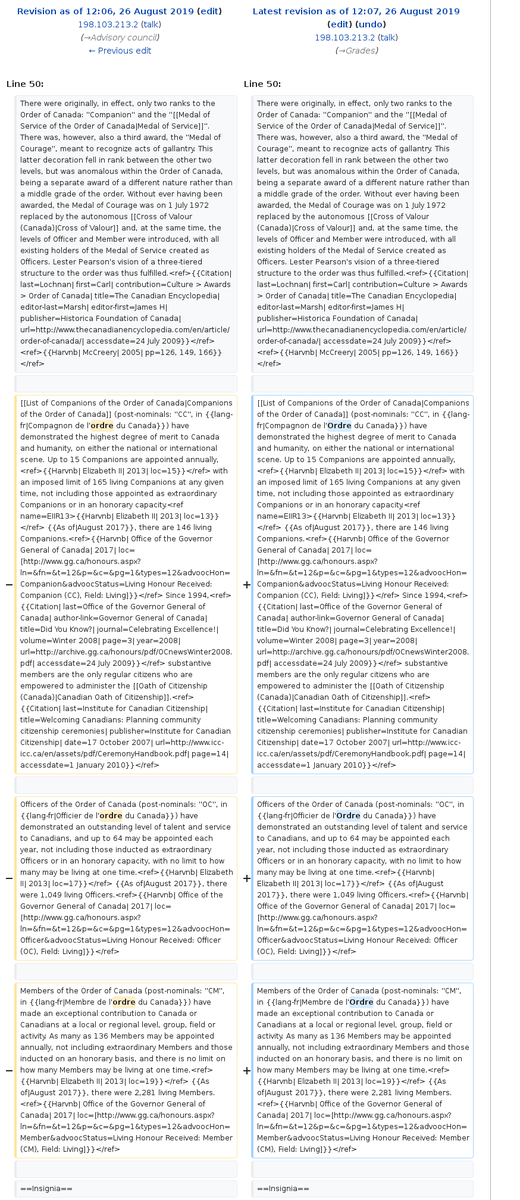 Revision as of 12:06, 26 August 2019 (edit)
198.103.213.2 (talk)
(→Advisory council)
← Previous edit
Latest revision as of 12:07, 26 August 2019
(edit) (undo)
198.103.213.2 (talk)
(→Grades)
Line 50:
There were originally, in effect, only two ranks to the
Order of Canada: "Companion" and the "[[Medal of
Service of the Order of Canada|Medal of Service]]".
There was, however, also a third award, the "Medal of
Courage", meant to recognize acts of gallantry. This
latter decoration fell in rank between the other two
levels, but was anomalous within the Order of Canada,
being a separate award of a different nature rather than
a middle grade of the order. Without ever having been
awarded, the Medal of Courage was on 1 July 1972
replaced by the autonomous [[Cross of Valour
(Canada)|Cross of Valour]] and, at the same time, the
levels of Officer and Member were introduced, with all
existing holders of the Medal of Service created as
Officers. Lester Pearson's vision of a three-tiered
structure to the order was thus fulfilled.<ref>{{Citation|
last=Lochnan| first=Carl| contribution=Culture > Awards
> Order of Canada| title=The Canadian Encyclopedia|
editor-last=Marsh| editor-first=James H|
publisher=Historica Foundation of Canada|
url=http://www.thecanadianencyclopedia.com/en/article/
order-of-canada/| accessdate=24 July 2009}}</ref>
<ref>{{Harvnb| McCreery| 2005| pp=126, 149, 166}}
</ref>
[[List of Companions of the Order of Canada|Companions
of the Order of Canada]] (post-nominals: "CC", in {{lang-
fr|Compagnon de l'ordre du Canada}}) have
demonstrated the highest degree of merit to Canada
and humanity, on either the national or international
scene. Up to 15 Companions are appointed annually,
<ref>{{Harvnb| Elizabeth II| 2013| loc=15}}</ref> with
an imposed limit of 165 living Companions at any given
time, not including those appointed as extraordinary
Companions or in an honorary capacity.<ref
name=EIIR13>{{Harvnb| Elizabeth II| 2013| loc=13}}
</ref> {{As of|August 2017}}, there are 146 living
Companions.<ref>{{Harvnb| Office of the Governor
General of Canada| 2017| loc=
[http://www.gg.ca/honours.aspx?
ln=&fn=&t=12&p=&c=&pg=1&types=12&advocHon=
− Companion&advoocStatus=Living Honour Received:
Companion (CC), Field: Living]}}</ref> Since 1994,<ref>
{{Citation| last=Office of the Governor General of
Canada| author-link=Governor General of Canada|
title=Did You Know?| journal=Celebrating Excellence!|
volume=Winter 2008| page=3| year=2008|
url=http://archive.gg.ca/honours/pdf/OCnewsWinter2008.
pdf| accessdate=24 July 2009}}</ref> substantive
members are the only regular citizens who are
empowered to administer the [[Oath of Citizenship
(Canada)|Canadian Oath of Citizenship]].<ref>
{{Citation| last=Institute for Canadian Citizenship|
title=Welcoming Canadians: Planning community
citizenship ceremonies| publisher=Institute for Canadian
Citizenship| date=17 October 2007| url=http://www.icc-
icc.ca/en/assets/pdf/CeremonyHandbook.pdf| page=14|
accessdate=1 January 2010}}</ref>
Officers of the Order of Canada (post-nominals: "OC", in
{{lang-fr|Officier de l'ordre du Canada}}) have
demonstrated an outstanding level of talent and service
to Canadians, and up to 64 may be appointed each
year, not including those inducted as extraordinary
Officers or in an honorary capacity, with no limit to how
many may be living at one time.<ref>{{Harvnb| Elizabeth
− II| 2013| loc=17}}</ref> {{As of|August 2017}}, there
were 1,049 living Officers.<ref>{{Harvnb| Office of the
Governor General of Canada| 2017| loc=
[http://www.gg.ca/honours.aspx?
ln=&fn=&t=12&p=&c=&pg=1&types=12&advocHon=
Officer&advoocStatus=Living Honour Received: Officer
(OC), Field: Living]}}</ref>
Members of the Order of Canada (post-nominals: "CM",
in {{lang-fr|Membre de l'ordre du Canada}}) have
made an exceptional contribution to Canada or
Canadians at a local or regional level, group, field or
activity. As many as 136 Members may be appointed
annually, not including extraordinary Members and those
inducted on an honorary basis, and there is no limit on
− how many Members may be living at one time.<ref>
{{Harvnb| Elizabeth II| 2013| loc=19}}</ref> {{As
of|August 2017}}, there were 2,281 living Members.
<ref>{{Harvnb| Office of the Governor General of
Canada| 2017| loc=[http://www.gg.ca/honours.aspx?
ln=&fn=&t=12&p=&c=&pg=1&types=12&advocHon=
Member&advoocStatus=Living Honour Received: Member
(CM), Field: Living]}}</ref>
==Insignia==
Line 50:
There were originally, in effect, only two ranks to the
Order of Canada: "Companion" and the "[[Medal of
Service of the Order of Canada|Medal of Service]]".
There was, however, also a third award, the "Medal of
Courage", meant to recognize acts of gallantry. This
latter decoration fell in rank between the other two
levels, but was anomalous within the Order of Canada,
being a separate award of a different nature rather than
a middle grade of the order. Without ever having been
awarded, the Medal of Courage was on 1 July 1972
replaced by the autonomous [[Cross of Valour
(Canada)|Cross of Valour]] and, at the same time, the
levels of Officer and Member were introduced, with all
existing holders of the Medal of Service created as
Officers. Lester Pearson's vision of a three-tiered
structure to the order was thus fulfilled.<ref>{{Citation|
last=Lochnan| first=Carl| contribution=Culture > Awards
> Order of Canada| title=The Canadian Encyclopedia|
editor-last=Marsh| editor-first=James H|
publisher=Historica Foundation of Canada|
url=http://www.thecanadianencyclopedia.com/en/article/
order-of-canada/| accessdate=24 July 2009}}</ref>
<ref>{{Harvnb| McCreery| 2005| pp=126, 149, 166}}
</ref>
[[List of Companions of the Order of Canada|Companions
of the Order of Canada]] (post-nominals: "CC", in {{lang-
fr|Compagnon de l'Ordre du Canada}}) have
demonstrated the highest degree of merit to Canada
and humanity, on either the national or international
scene. Up to 15 Companions are appointed annually,
<ref>{{Harvnb| Elizabeth II| 2013| loc=15}}</ref> with
an imposed limit of 165 living Companions at any given
time, not including those appointed as extraordinary
Companions or in an honorary capacity.<ref
name=EIIR13>{{Harvnb| Elizabeth II| 2013| loc=13}}
</ref> {{As of|August 2017}}, there are 146 living
Companions.<ref>{{Harvnb| Office of the Governor
General of Canada| 2017| loc=
[http://www.gg.ca/honours.aspx?
ln=&fn=&t=12&p=&c=&pg=1&types=12&advocHon=
+ Companion&advoocStatus=Living Honour Received:
Companion (CC), Field: Living]}}</ref> Since 1994,<ref>
{{Citation| last=Office of the Governor General of
Canada| author-link=Governor General of Canada|
title=Did You Know?| journal=Celebrating Excellence!|
volume=Winter 2008| page=3| year=2008|
url=http://archive.gg.ca/honours/pdf/OCnewsWinter2008.
pdf| accessdate=24 July 2009}}</ref> substantive
members are the only regular citizens who are
empowered to administer the [[Oath of Citizenship
(Canada)|Canadian Oath of Citizenship]].<ref>
{{Citation| last=Institute for Canadian Citizenship|
title=Welcoming Canadians: Planning community
citizenship ceremonies| publisher=Institute for Canadian
Citizenship| date=17 October 2007| url=http://www.icc-
icc.ca/en/assets/pdf/CeremonyHandbook.pdf| page=14|
accessdate=1 January 2010}}</ref>
Officers of the Order of Canada (post-nominals: "OC", in
{{lang-fr|Officier de l'Ordre du Canada}}) have
demonstrated an outstanding level of talent and service
to Canadians, and up to 64 may be appointed each
year, not including those inducted as extraordinary
Officers or in an honorary capacity, with no limit to how
many may be living at one time.<ref>{{Harvnb|
+ Elizabeth II| 2013| loc=17}}</ref> {{As of|August 2017}},
there were 1,049 living Officers.<ref>{{Harvnb|
Office of the Governor General of Canada| 2017| loc=
[http://www.gg.ca/honours.aspx?
ln=&fn=&t=12&p=&c=&pg=1&types=12&advocHon=
Officer&advoocStatus=Living Honour Received: Officer
(OC), Field: Living]}}</ref>
Members of the Order of Canada (post-nominals: "CM",
in {{lang-fr|Membre de l'Ordre du Canada}}) have
made an exceptional contribution to Canada or
Canadians at a local or regional level, group, field or
activity. As many as 136 Members may be appointed
annually, not including extraordinary Members and those
inducted on an honorary basis, and there is no limit on
+ how many Members may be living at one time.<ref>
{{Harvnb| Elizabeth II| 2013| loc=19}}</ref> {{As
of|August 2017}}, there were 2,281 living Members.
<ref>{{Harvnb| Office of the Governor General of
Canada| 2017| loc=[http://www.gg.ca/honours.aspx?
ln=&fn=&t=12&p=&c=&pg=1&types=12&advocHon=
Member&advoocStatus=Living Honour Received: Member
(CM), Field: Living]}}</ref>
==Insignia==